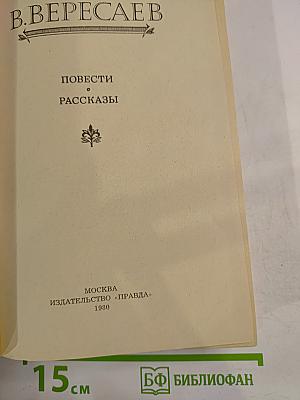 В. ВЕРЕСАЕВ
ПОВЕСТИ
РАССКАЗЫ
МОСКВА
ИЗДАТЕЛЬСТВО «ПРАВДА»
1980
15 см
БФ БИБЛИОФАН